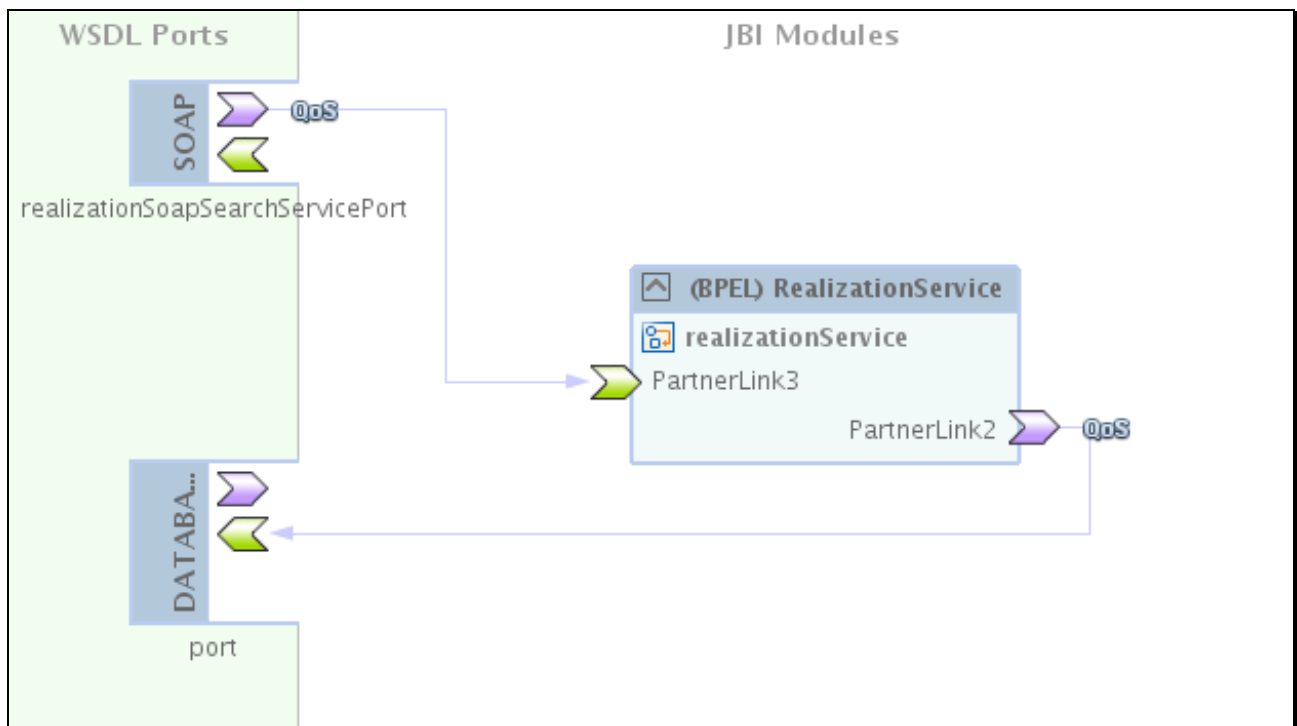 WSDL Ports
JBI Modules
SOAP
QoS
realizationSoapSearchServicePort
(BPEL) RealizationService
realizationService
PartnerLink3
PartnerLink2
QoS
DATABA...
port